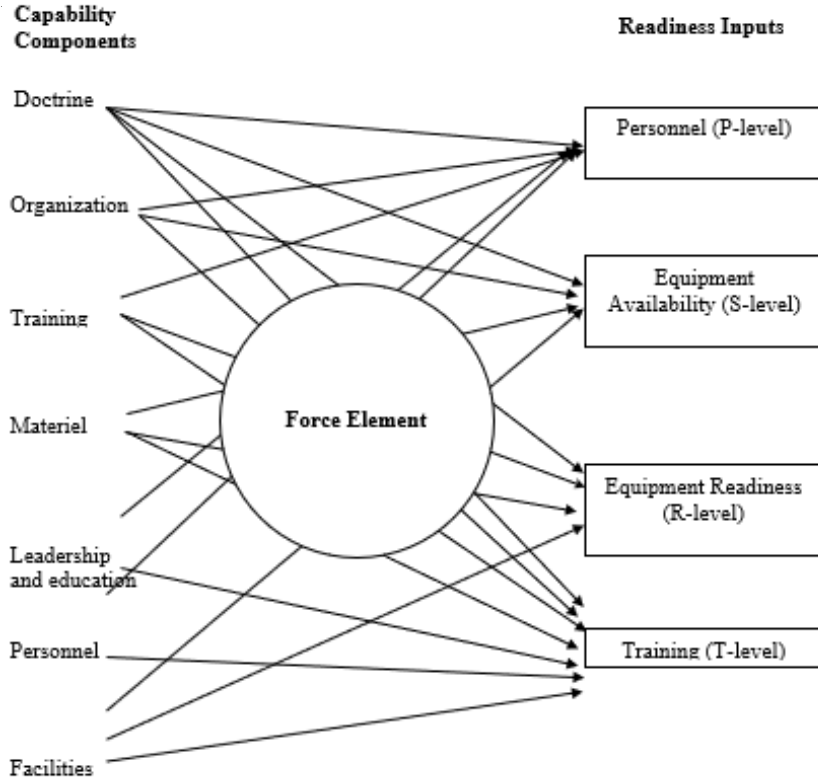 Capability
Components
Readiness Inputs
Doctrine
Personnel (P-level)
Organization
Equipment
Availability (S-level)
Training
Force Element
Materiel
Equipment Readiness
(R-level)
Leadership
and education
Personnel
Training (T-level)
Facilities